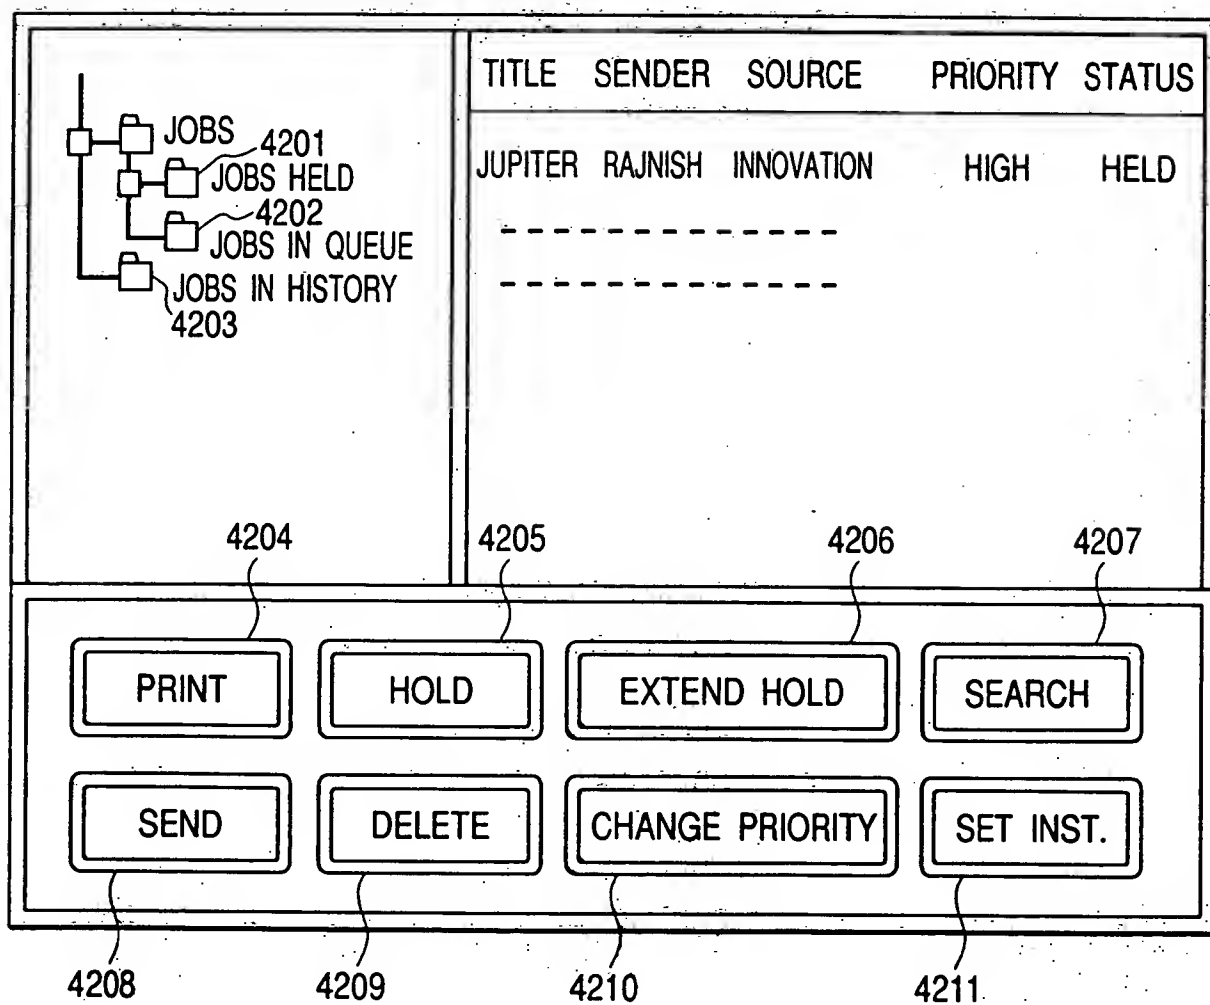 JOBS
4201
JOBS HELD
4202
JOBS IN QUEUE
JOBS IN HISTORY
4203
TITLE SENDER SOURCE PRIORITY STATUS
JUPITER RAJNISH INNOVATION HIGH HELD
4204 4205 4206 4207
PRINT HOLD EXTEND HOLD SEARCH
SEND DELETE CHANGE PRIORITY SET INST.
4208 4209 4210 4211